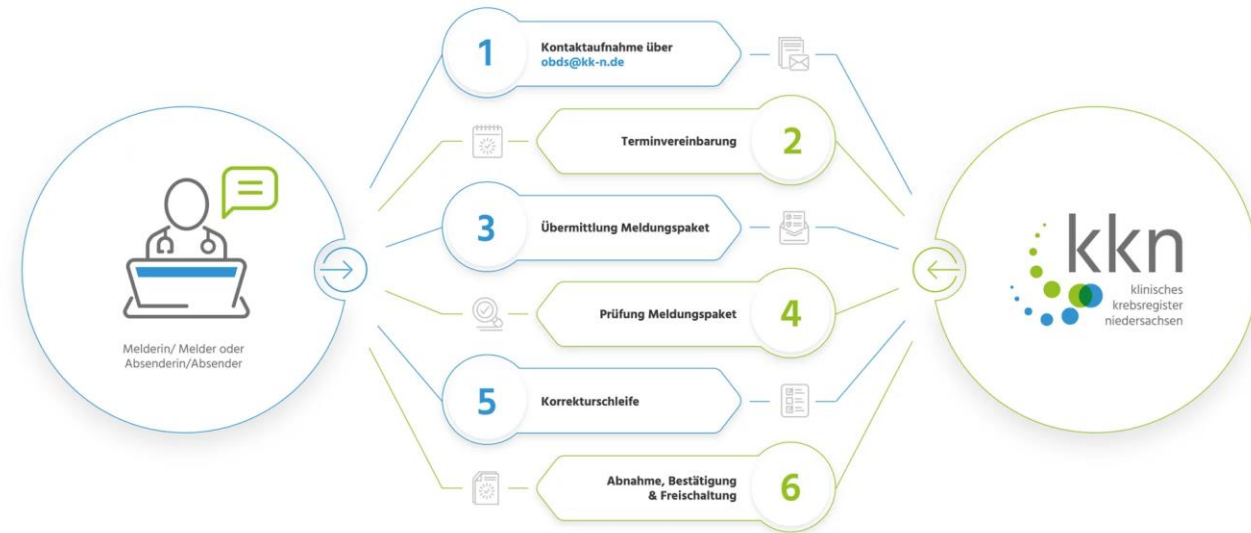 1
Kontaktaufnahme über
obds@kk-n.de
Terminvereinbarung
2
3
Übermittlung Meldungspaket
Prüfung Meldungspaket
4
5
Korrekturschleife
Abnahme, Bestätigung
& Freischaltung
6
Melderin/ Melder oder
Absenderin/Absender
kkn
klinisches
krebsregister
niedersachsen